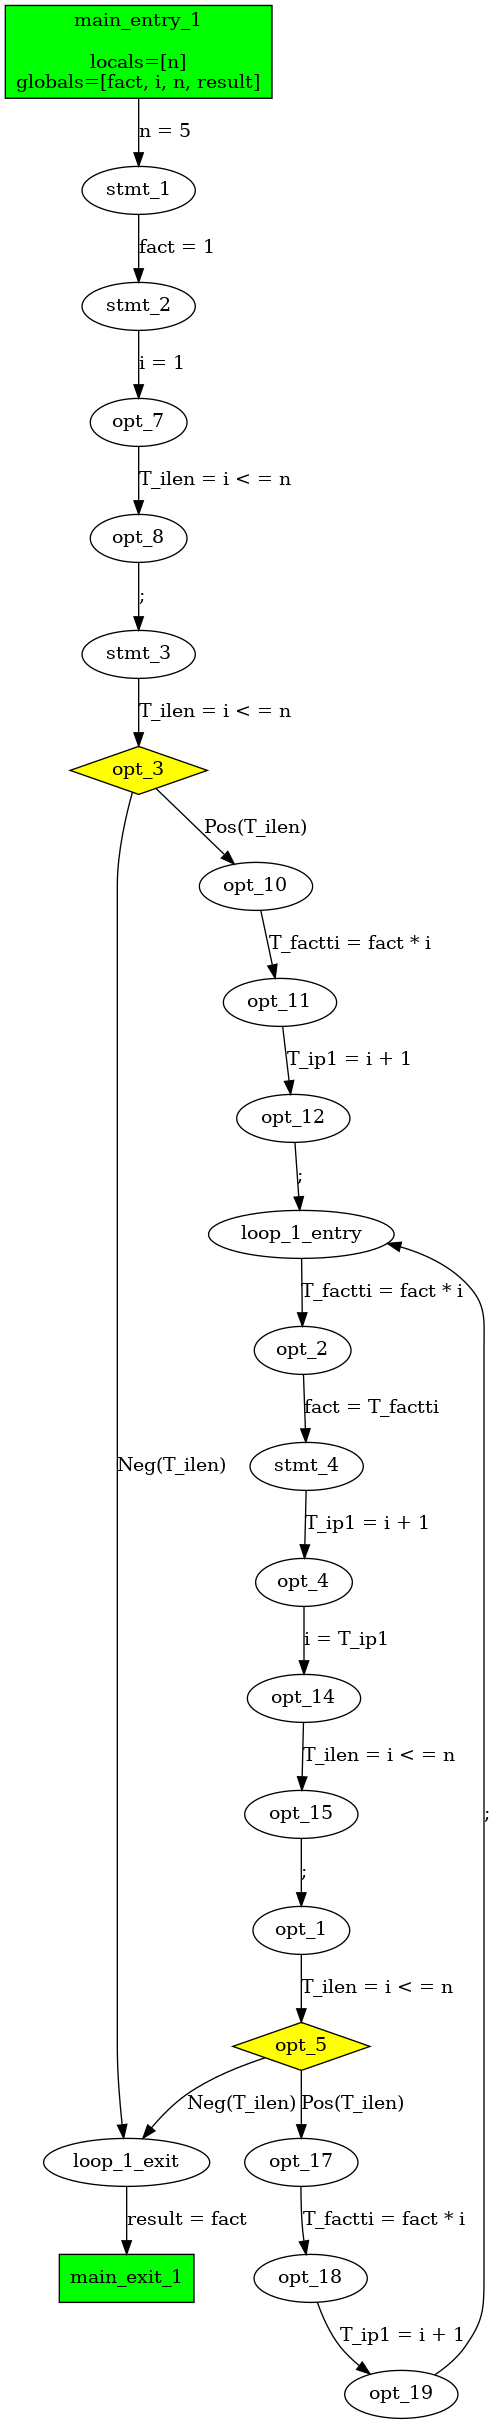 main_entry_1
locals=[n]
globals=[fact, i, n, result]
n = 5
stmt_1
fact = 1
stmt_2
i = 1
opt_7
T_ilen = i < = n
opt_8
;
stmt_3
T_ilen = i < = n
opt_3
Pos(T_ilen)
opt_10
T_factti = fact * i
opt_11
T_ip1 = i + 1
opt_12
;
loop_1_entry
T_factti = fact * i
opt_2
fact = T_factti
Neg(T_ilen)
stmt_4
T_ip1 = i + 1
opt_4
i = T_ip1
opt_14
T_ilen = i < = n
opt_15
;
;
opt_1
T_ilen = i < = n
opt_5
Neg(T_ilen)
Pos(T_ilen)
loop_1_exit
opt_17
result = fact
T_factti = fact * i
main_exit_1
opt_18
T_ip1 = i + 1
opt_19